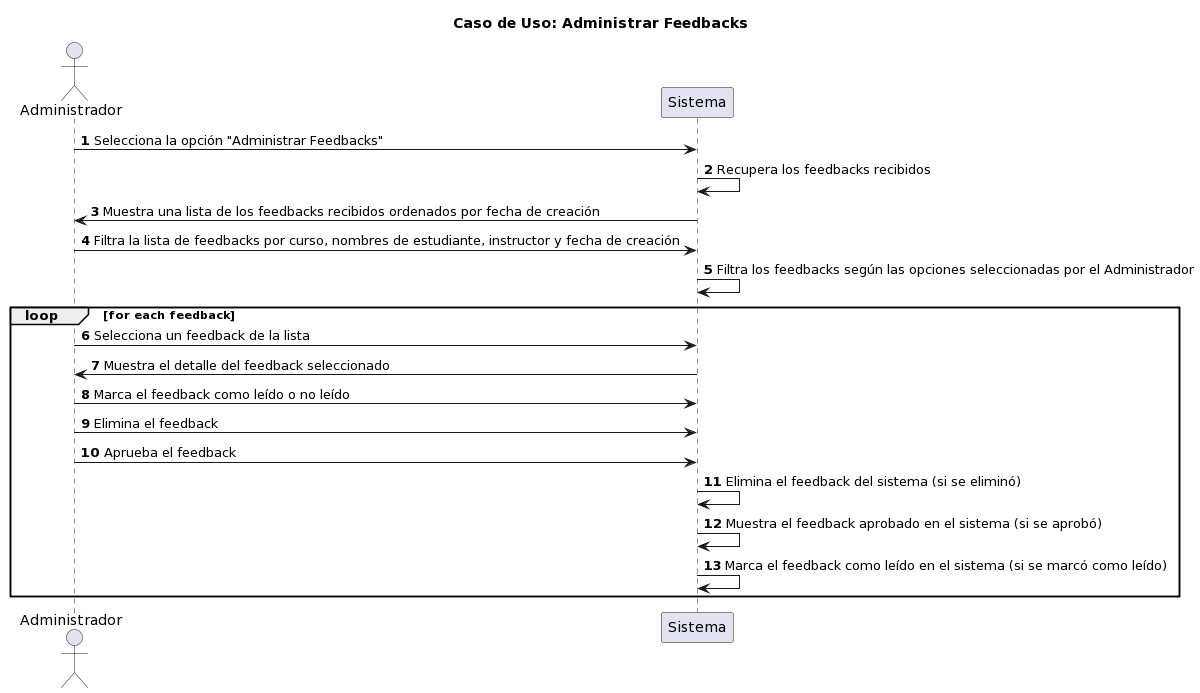 Caso de Uso: Administrar Feedbacks
Administrador
Sistema
1 Selecciona la opción "Administrar Feedbacks"
2 Recupera los feedbacks recibidos
3 Muestra una lista de los feedbacks recibidos ordenados por fecha de creación
4 Filtra la lista de feedbacks por curso, nombres de estudiante, instructor y fecha de creación
5 Filtra los feedbacks según las opciones seleccionadas por el Administrador
loop [for each feedback]
6 Selecciona un feedback de la lista
7 Muestra el detalle del feedback seleccionado
8 Marca el feedback como leído o no leído
9 Elimina el feedback
10 Aprueba el feedback
11 Elimina el feedback del sistema (si se eliminó)
12 Muestra el feedback aprobado en el sistema (si se aprobó)
13 Marca el feedback como leído en el sistema (si se marcó como leído)
Administrador
Sistema